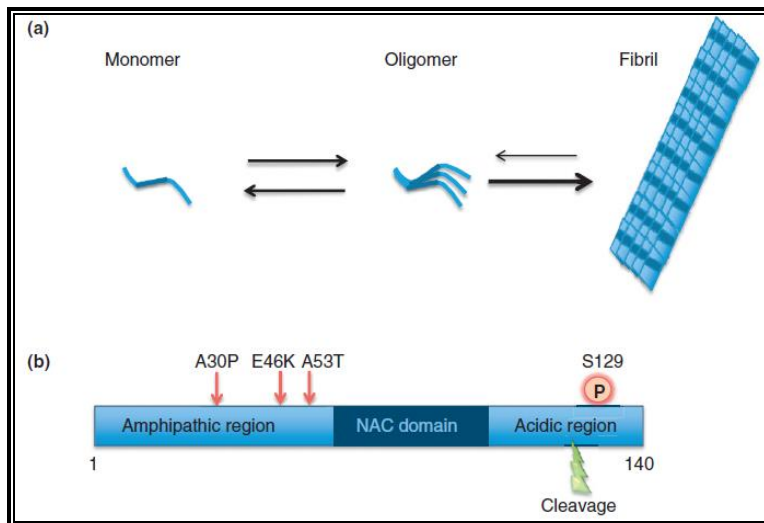 (a)
Monomer Oligomer Fibril
(b)
A30P E46K A53T S129
P
Amphipathic region NAC domain Acidic region
1 140
Cleavage